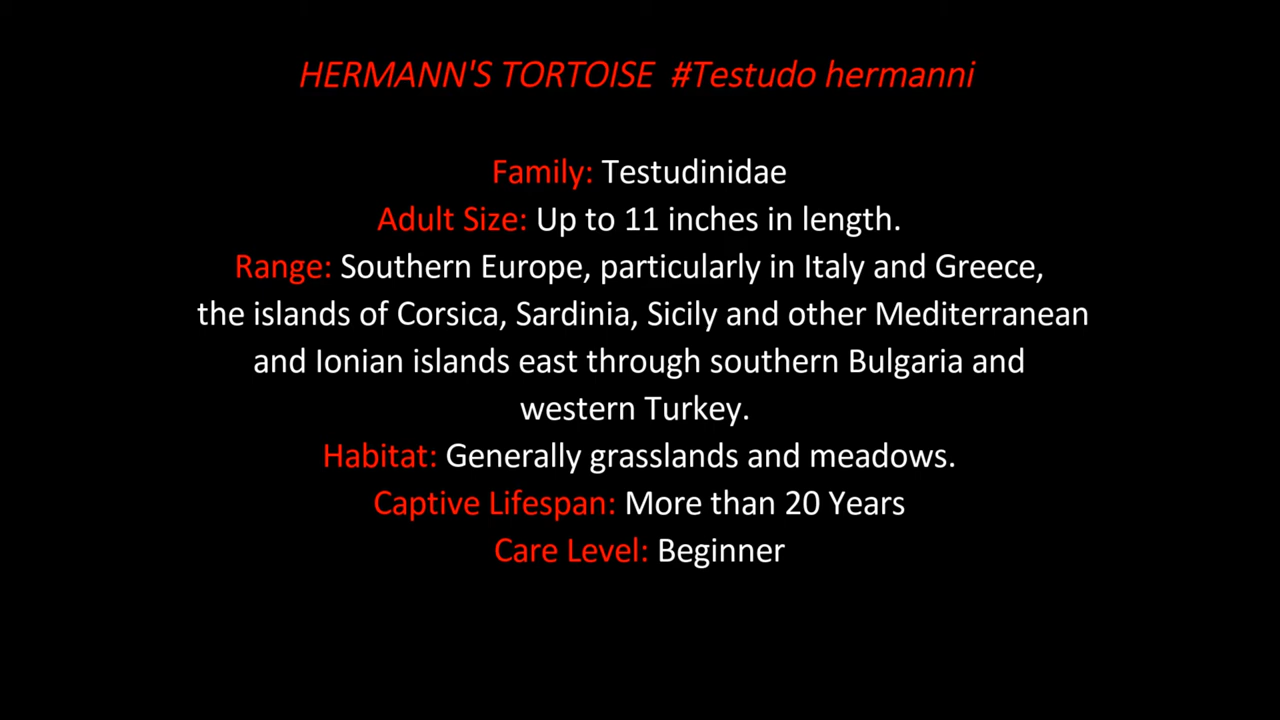 HERMANN'S TORTOISE #Testudo hermanni
Family: Testudinidae
Adult Size: Up to 11 inches in length.
Range: Southern Europe, particularly in Italy and Greece,
the islands of Corsica, Sardinia, Sicily and other Mediterranean
and Ionian islands east through southern Bulgaria and
western Turkey.
Habitat: Generally grasslands and meadows.
Captive Lifespan: More than 20 Years
Care Level: Beginner